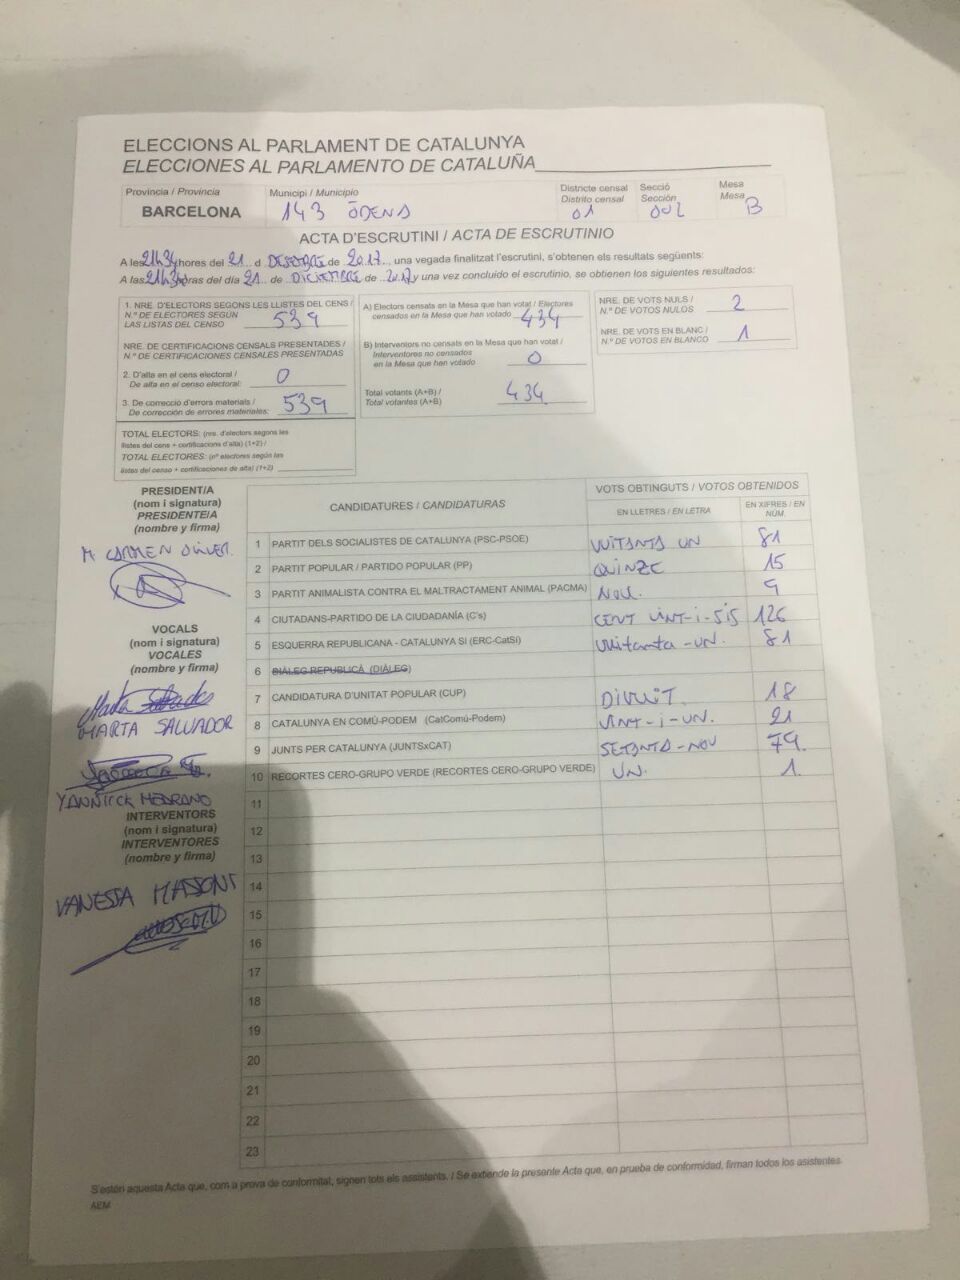 ELECCIONS AL PARLAMENT DE CATALUNYA
ELECCIONES AL PARLAMENTO DE CATALUÑA
Provincia / Provincia
BARCELONA
Municipi / Municipio
143 ÒDENA
Districte censal
Distrito censal
01
Secció
Sección
002
Mesa
Mesa
B
ACTA D'ESCRUTINI / ACTA DE ESCRUTINIO
A les 21h34 hores del 21 d DESEMBRE de 2017, una vegada finalitzat l'escrutini, s'obtenen els resultats següents:
A las 21h34 horas del día 21 de DICIEMBRE de 2017, una vez concluido el escrutinio, se obtienen los siguientes resultados:
1. NRE. D'ELECTORS SEGONS LES LLISTES DEL CENS /
N.º DE ELECTORES SEGÚN
LAS LISTAS DEL CENSO
539
NRE. DE CERTIFICACIONS CENSALS PRESENTADES /
N.º DE CERTIFICACIONES CENSALES PRESENTADAS
2. D'alta en el cens electoral /
De alta en el censo electoral:
0
3. De correcció d'errors materials /
De corrección de errores materiales:
539
TOTAL ELECTORS: (nre. d'electors segons les
llistes del cens + certificacions d'alta) (1+2) /
TOTAL ELECTORES: (nº electores según las
listas del censo + certificaciones de alta) (1+2)
A) Electors censats en la Mesa que han votat / Electores
censados en la Mesa que han votado
434
B) Interventors no censats en la Mesa que han votat /
Interventores no censados
en la Mesa que han votado
0
Total votants (A+B) /
Total votantes (A+B)
434
NRE. DE VOTS NULS /
N.º DE VOTOS NULOS
2
NRE. DE VOTS EN BLANC /
N.º DE VOTOS EN BLANCO
1
PRESIDENT/A
(nom i signatura)
PRESIDENTE/A
(nombre y firma)
M. CARMEN OLIVER.
VOCALS
(nom i signatura)
VOCALES
(nombre y firma)
MARTA SALVADOR
YANNICK MEDRANO
INTERVENTORS
(nom i signatura)
INTERVENTORES
(nombre y firma)
VANESSA MASSONI
CANDIDATURES / CANDIDATURAS
VOTS OBTINGUTS / VOTOS OBTENIDOS
EN LLETRES / EN LETRA
EN XIFRES / EN NÚM.
1 PARTIT DELS SOCIALISTES DE CATALUNYA (PSC-PSOE) VUITANTA UN 81
2 PARTIT POPULAR / PARTIDO POPULAR (PP) QUINZE 15
3 PARTIT ANIMALISTA CONTRA EL MALTRACTAMENT ANIMAL (PACMA) NOU. 9
4 CIUTADANS-PARTIDO DE LA CIUDADANÍA (C's) CENT VINT-I-SIS 126
5 ESQUERRA REPUBLICANA - CATALUNYA SI (ERC-CatSí) Vuitanta-UN. 81
6 DIÀLEG REPUBLICÀ (DIÀLEG)
7 CANDIDATURA D'UNITAT POPULAR (CUP) DIVUIT. 18
8 CATALUNYA EN COMÚ-PODEM (CatComú-Podem) VINT-I-UN. 21
9 JUNTS PER CATALUNYA (JUNTSxCAT) SETANTA-NOU 79.
10 RECORTES CERO-GRUPO VERDE (RECORTES CERO-GRUPO VERDE) UN. 1.
11
12
13
14
15
16
17
18
19
20
21
22
23
S'estén aquesta Acta que, com a prova de conformitat, signen tots els assistents. / Se extiende la presente Acta que, en prueba de conformidad, firman todos los asistentes.
AEM